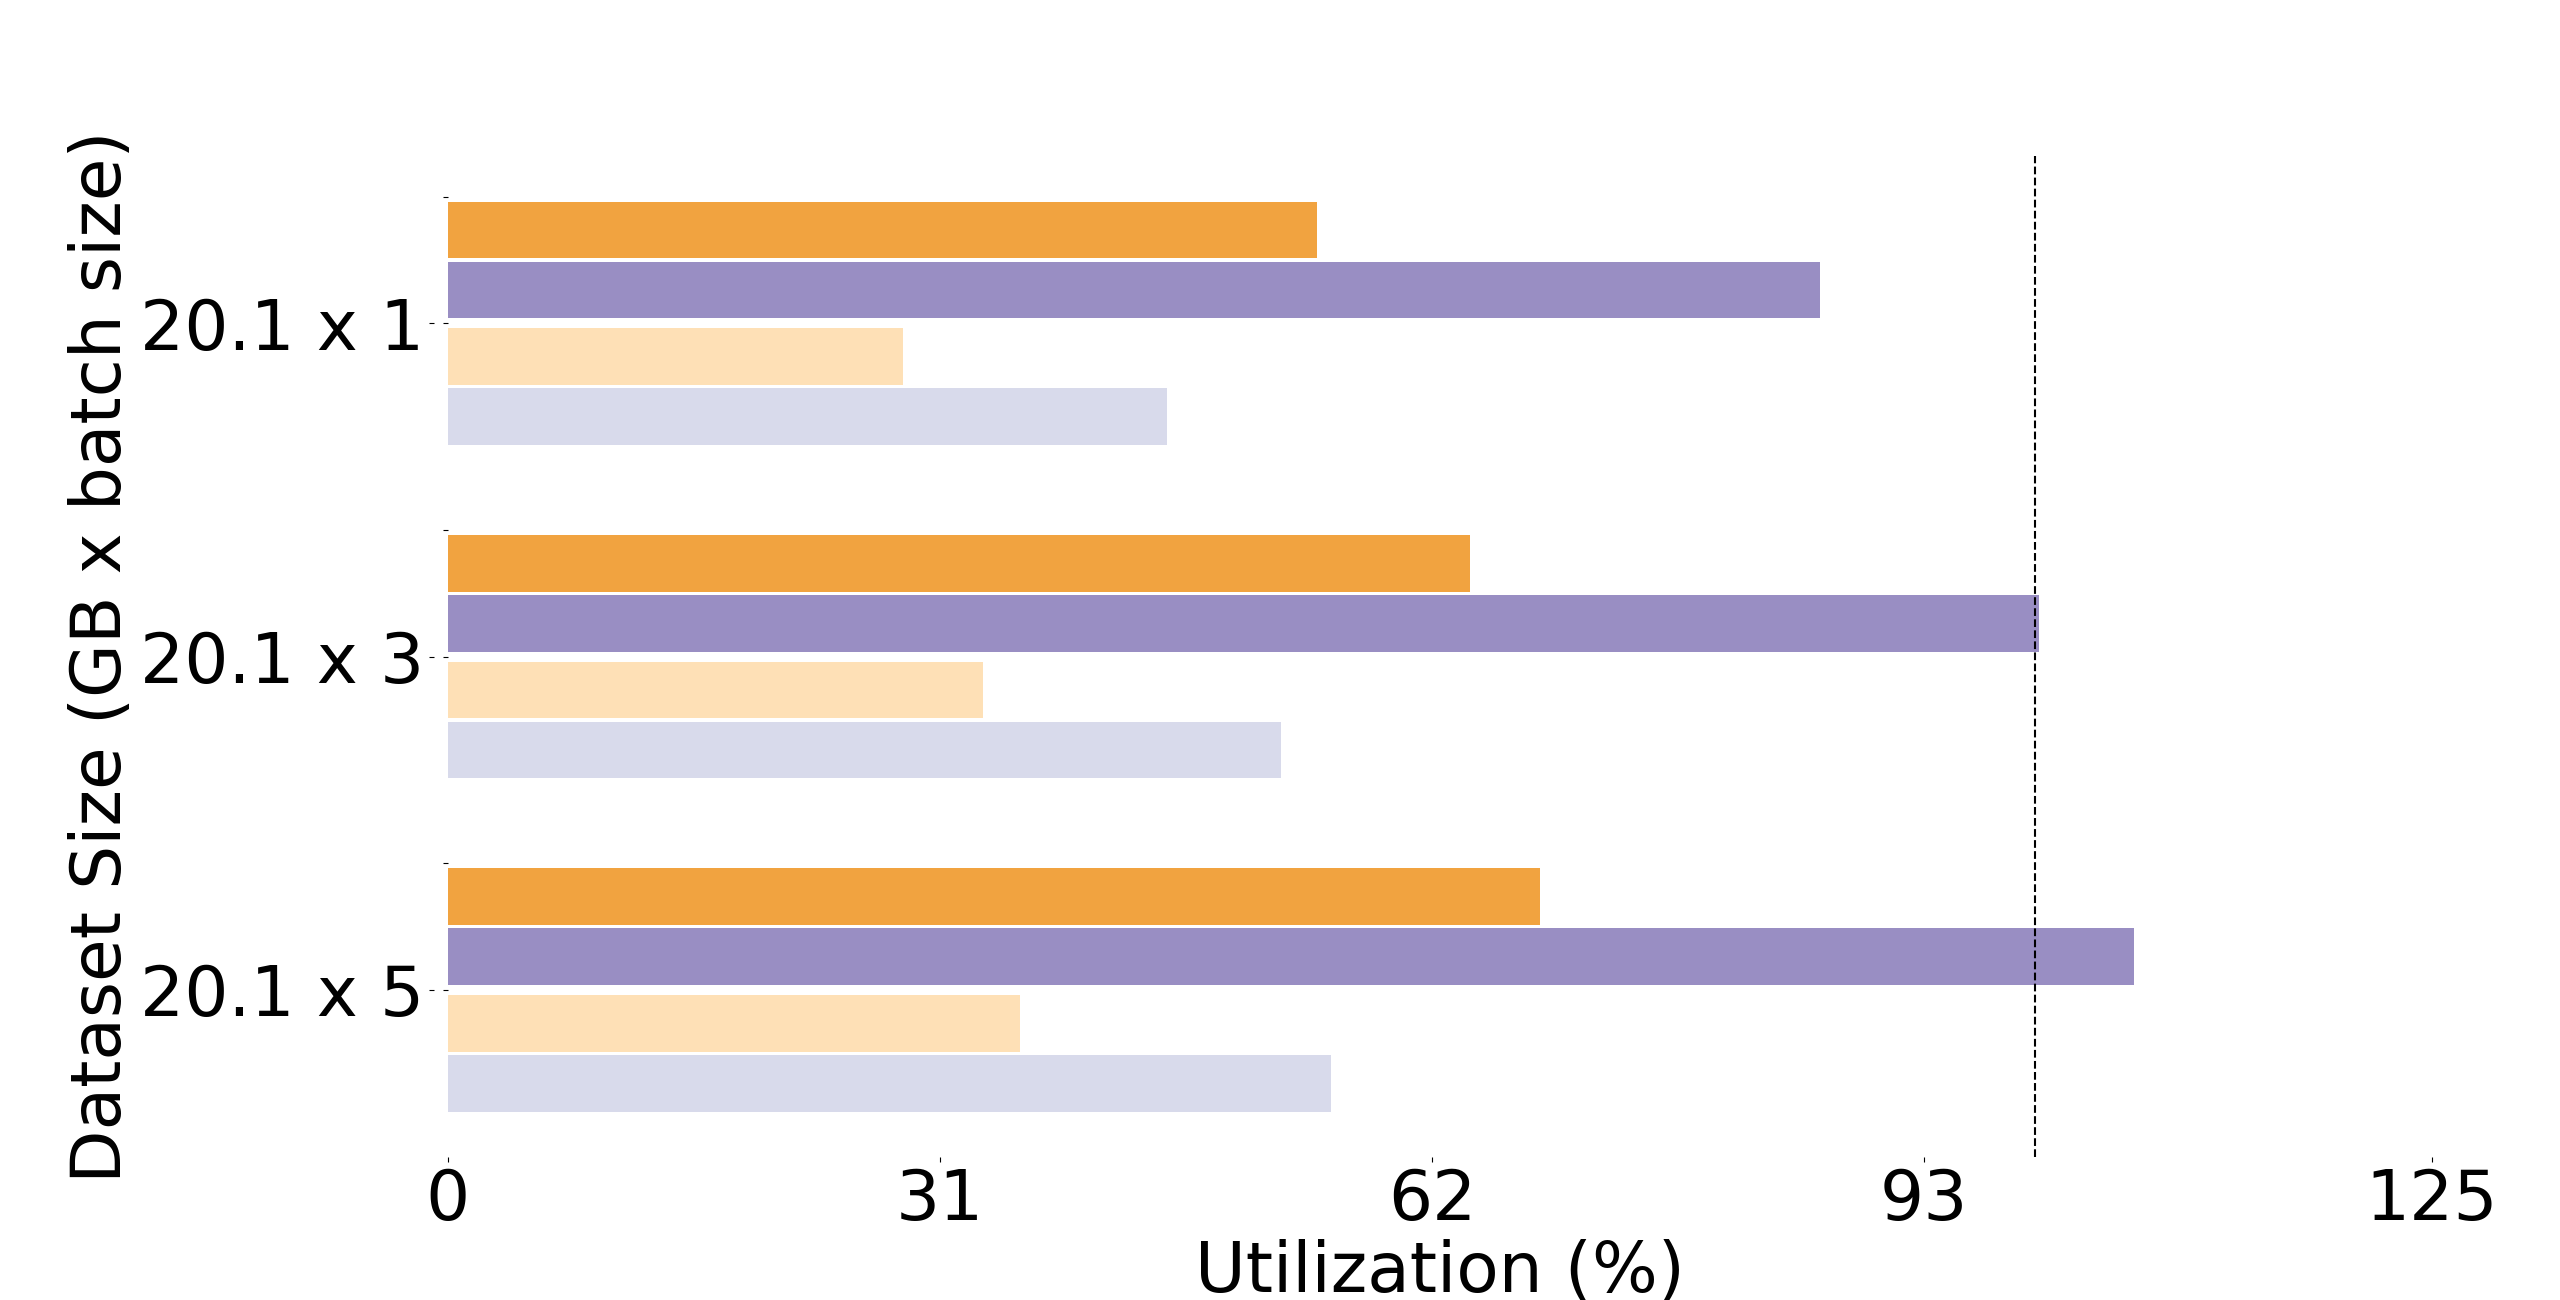 Dataset Size (GB x batch size)
20.1 x 1
20.1 x 3
20.1 x 5
0 31 62 93 125
Utilization (%)